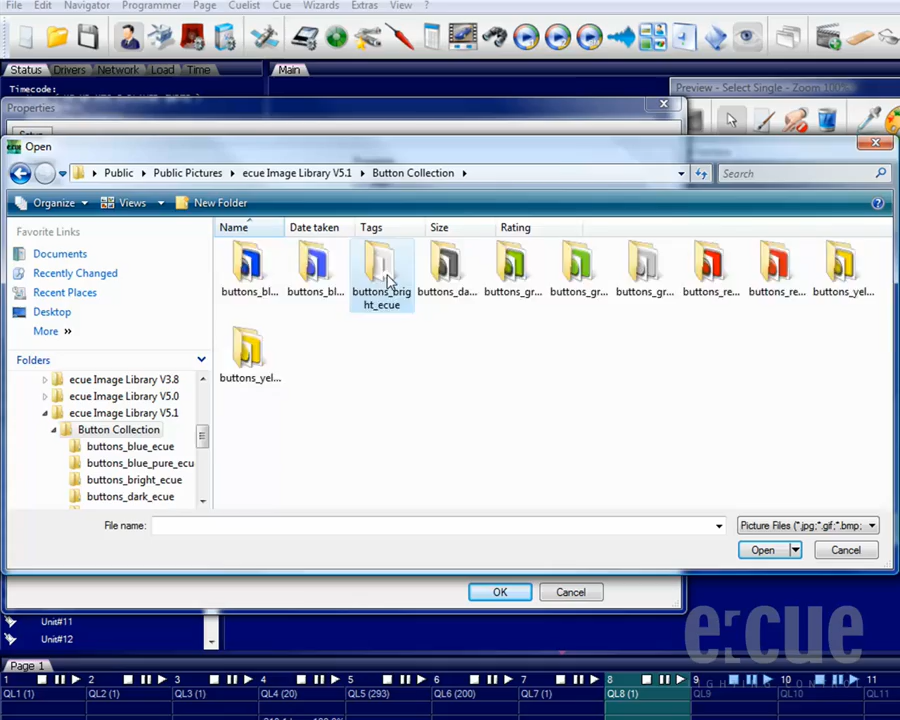 File Edit Navigator Programmer Page Cuelist Cue Wizards Extras View ?
Status Drivers Network Load Time
Main
Timecode:
Preview - Select Single - Zoom 100%
Properties
Open
Public Public Pictures ecue Image Library V5.1 Button Collection
Search
Organize Views New Folder
Favorite Links
Documents
Recently Changed
Recent Places
Desktop
More »
Folders
ecue Image Library V3.8
ecue Image Library V5.0
ecue Image Library V5.1
Button Collection
buttons_blue_ecue
buttons_blue_pure_ecu
buttons_bright_ecue
buttons_dark_ecue
Name Date taken Tags Size Rating
buttons_bl... buttons_bl... buttons_brig
ht_ecue
buttons_da... buttons_gr... buttons_gr... buttons_gr... buttons_re... buttons_re... buttons_yel...
buttons_yel...
File name:
Picture Files (*.jpg;*.gif;*.bmp;
Open Cancel
OK Cancel
Unit#11
Unit#12
e:cue
LIGHTING CONTROL
Page 1
1 2 3 4 5 6 7 8 9 10 11
QL1 (1) QL2 (1) QL3 (1) QL4 (20) QL5 (293) QL6 (200) QL7 (1) QL8 (1) QL9 QL10 QL11